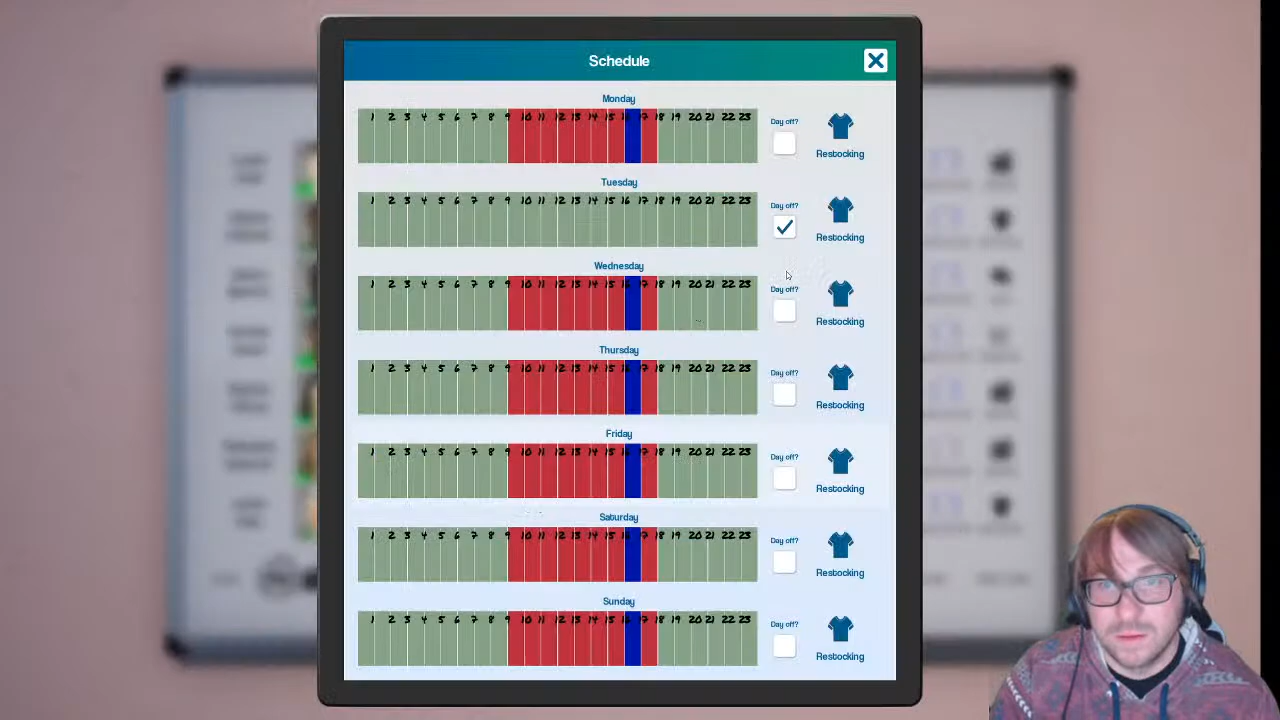 Schedule
Monday
1 2 3 4 5 6 7 8 9 10 11 12 13 14 15 16 17 18 19 20 21 22 23
Day off?
Restocking
Tuesday
1 2 3 4 5 6 7 8 9 10 11 12 13 14 15 16 17 18 19 20 21 22 23
Day off?
Restocking
Wednesday
1 2 3 4 5 6 7 8 9 10 11 12 13 14 15 16 17 18 19 20 21 22 23
Day off?
Restocking
Thursday
1 2 3 4 5 6 7 8 9 10 11 12 13 14 15 16 17 18 19 20 21 22 23
Day off?
Restocking
Friday
1 2 3 4 5 6 7 8 9 10 11 12 13 14 15 16 17 18 19 20 21 22 23
Day off?
Restocking
Saturday
1 2 3 4 5 6 7 8 9 10 11 12 13 14 15 16 17 18 19 20 21 22 23
Day off?
Restocking
Sunday
1 2 3 4 5 6 7 8 9 10 11 12 13 14 15 16 17 18 19 20 21 22 23
Day off?
Restocking